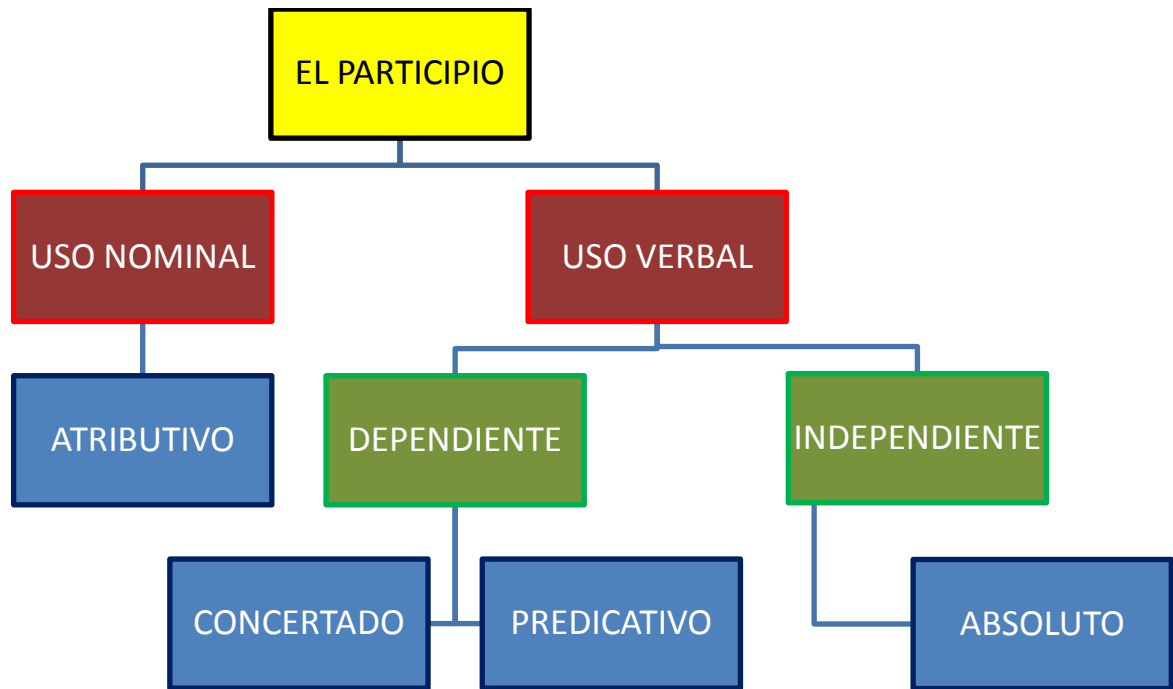 EL PARTICIPIO
USO NOMINAL
USO VERBAL
ATRIBUTIVO
DEPENDIENTE
INDEPENDIENTE
CONCERTADO
PREDICATIVO
ABSOLUTO